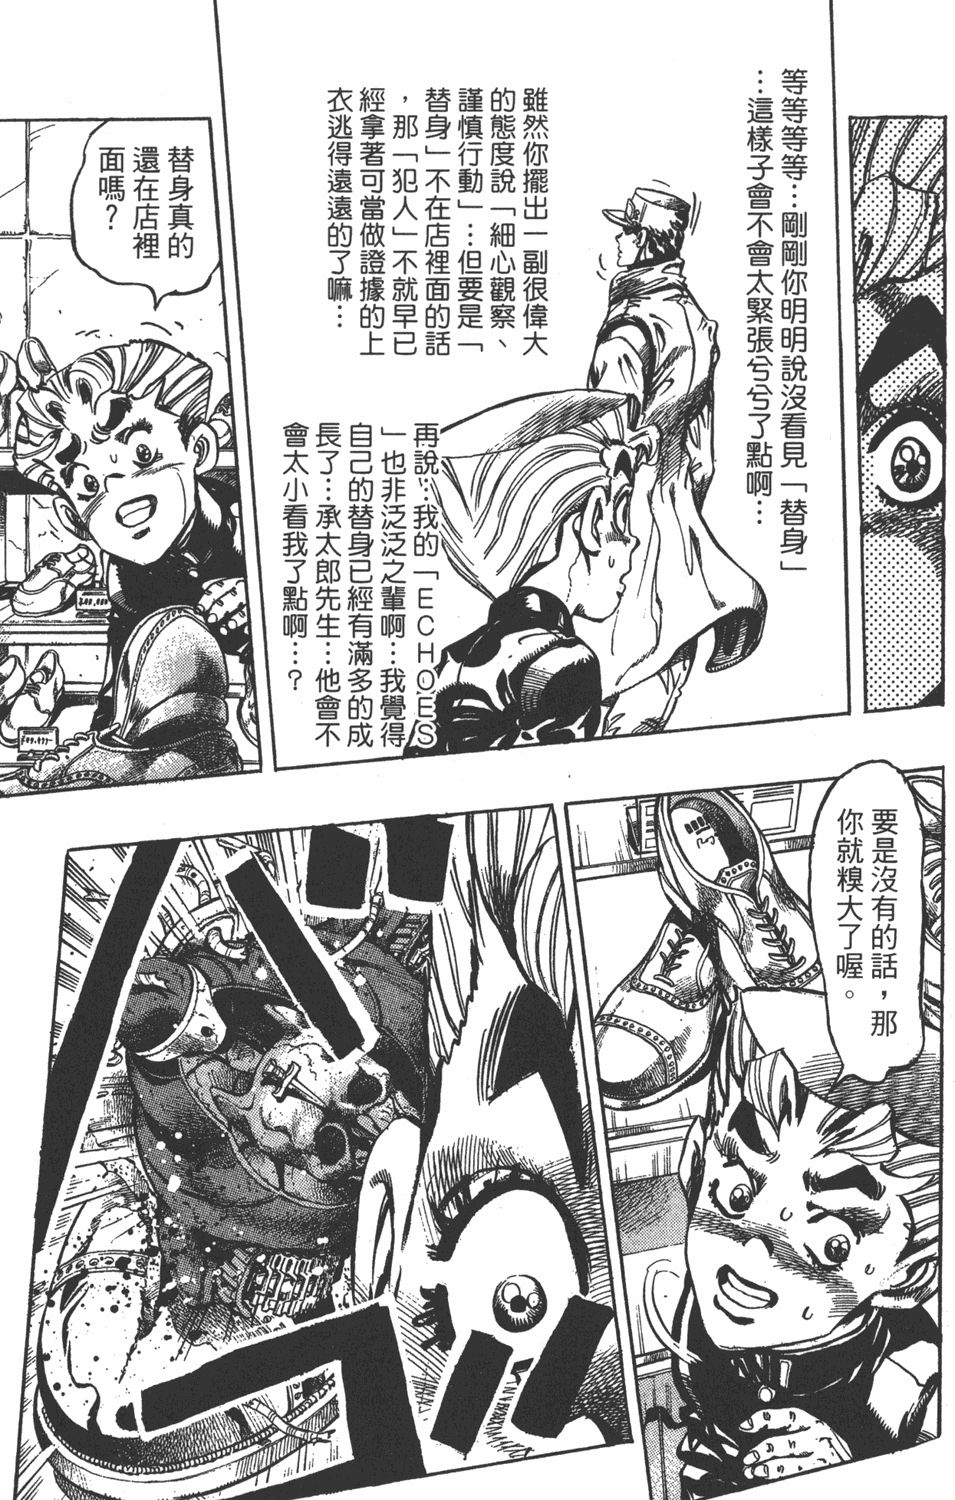 等等等等…剛剛你明明說沒看見「替身」
…這樣子會不會太緊張兮兮了點啊…
雖然你擺出一副很偉大
的態度說「細心觀察、
謹慎行動」…但要是「
替身」不在店裡面的話
，那「犯人」不就早已
經拿著可當做證據的上
衣逃得遠遠的了嘛…
再說…我的「ECHOES
」也非泛泛之輩啊…我覺得
自己的替身已經有滿多的成
長了…承太郎先生…他會不
會太小看我了點啊…？
替身真的
還在店裡
面嗎？
要是沒有的話，那
你就糗大了喔。